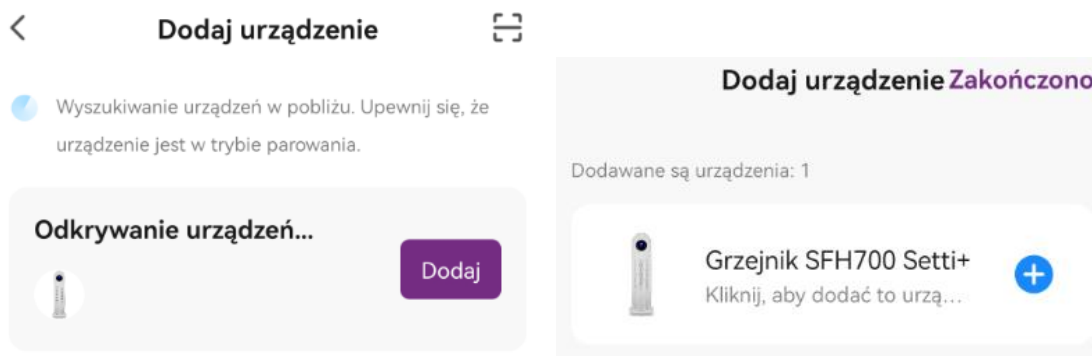 Dodaj urządzenie
Wyszukiwanie urządzeń w pobliżu. Upewnij się, że
urządzenie jest w trybie parowania.
Odkrywanie urządzeń...
Dodaj
Dodaj urządzenie Zakończono
Dodawane są urządzenia: 1
Grzejnik SFH700 Setti+
Kliknij, aby dodać to urzą...